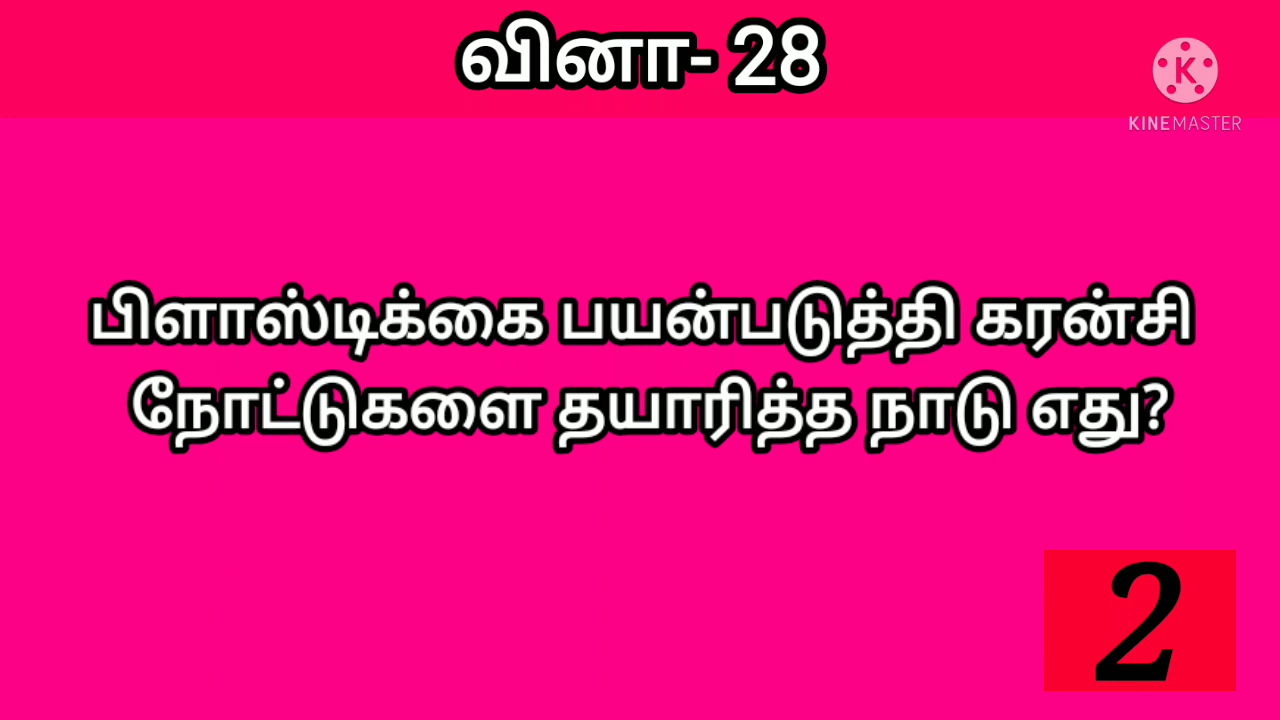 வினா- 28
K
KINEMASTER
பிளாஸ்டிக்கை பயன்படுத்தி கரன்சி
நோட்டுகளை தயாரித்த நாடு எது?
2